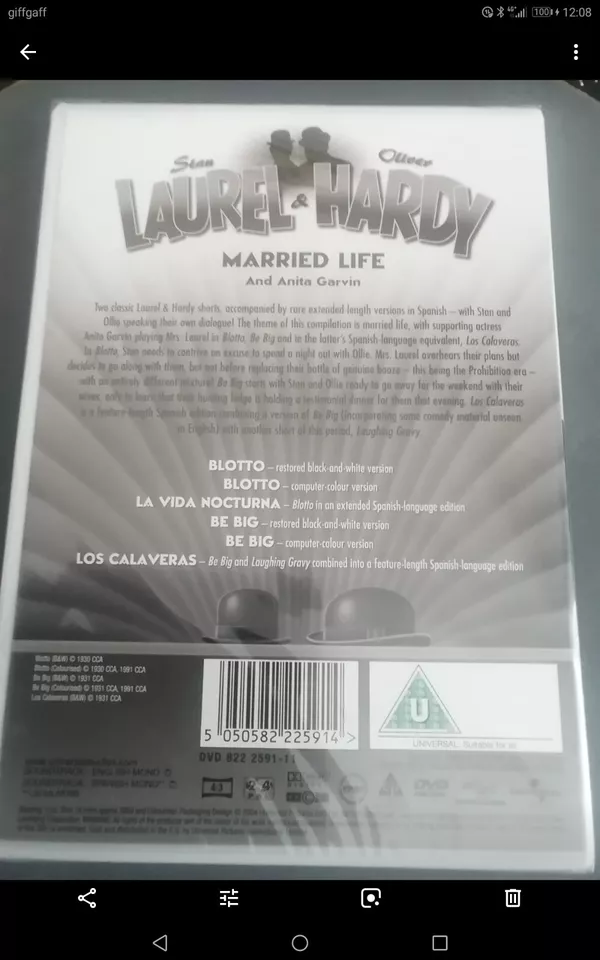 giffgaff
100 12:08
Stan Oliver
LAUREL & HARDY
MARRIED LIFE
And Anita Garvin
Two classic Laurel & Hardy shorts, accompanied by rare extended-length versions in Spanish – with Stan and
Ollie speaking their own dialogue! The theme of this compilation is married life, with supporting actress
Anita Garvin playing Mrs. Laurel in Blotto, Be Big and in the latter's Spanish-language equivalent, Los Calaveras.
In Blotto, Stan needs to contrive an excuse to spend a night out with Ollie. Mrs. Laurel overhears their plans but
decides to go along with them, but not before replacing their bottle of genuine booze – this being the Prohibition era –
with an entirely different mixture! Be Big starts with Stan and Ollie ready to go away for the weekend with their
wives, only to learn that their hunting lodge is holding a testimonial dinner for them that evening. Los Calaveras
is a feature-length Spanish edition combining a version of Be Big (incorporating some comedy material unseen
in English) with another short of this period, Laughing Gravy.
BLOTTO – restored black-and-white version
BLOTTO – computer-colour version
LA VIDA NOCTURNA – Blotto in an extended Spanish-language edition
BE BIG – restored black-and-white version
BE BIG – computer-colour version
LOS CALAVERAS – Be Big and Laughing Gravy combined into a feature-length Spanish-language edition
Blotto (B&W) © 1930 CCA
Blotto (Colourised) © 1930 CCA, 1991 CCA
Be Big (B&W) © 1931 CCA
Be Big (Colourised) © 1931 CCA, 1991 CCA
Los Calaveras (B&W) © 1931 CCA
5 050582 225914 >
U
UNIVERSAL Suitable for all
DVD 822 2591-11
4:3
DVD